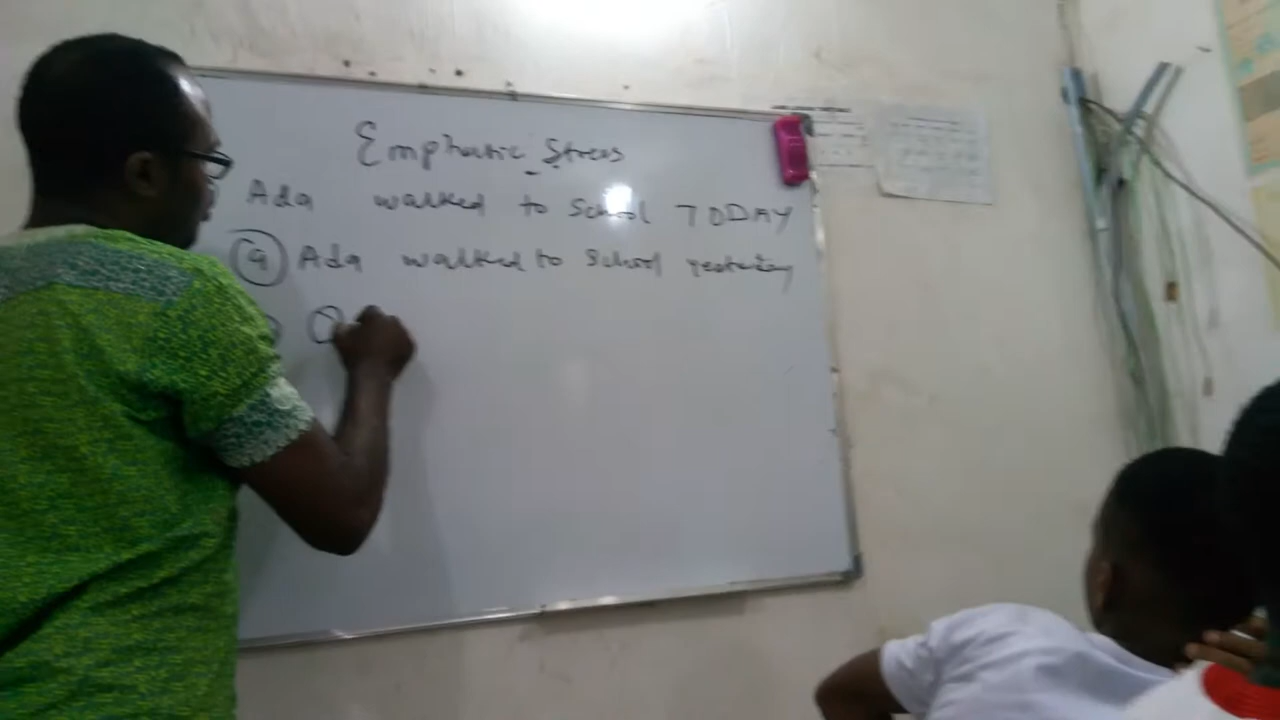 Emphatic Stress
Ada walked to School TODAY
(a) Ada walked to School yesterday